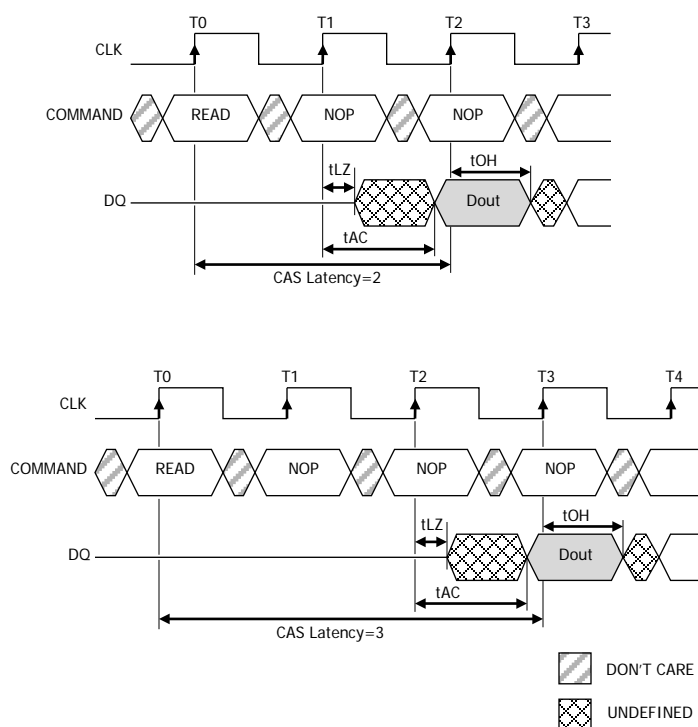 T0 T1 T2 T3
CLK
COMMAND READ NOP NOP
tLZ tOH
DQ Dout
tAC
CAS Latency=2
T0 T1 T2 T3 T4
CLK
COMMAND READ NOP NOP NOP
tLZ tOH
DQ Dout
tAC
CAS Latency=3
DON'T CARE
UNDEFINED